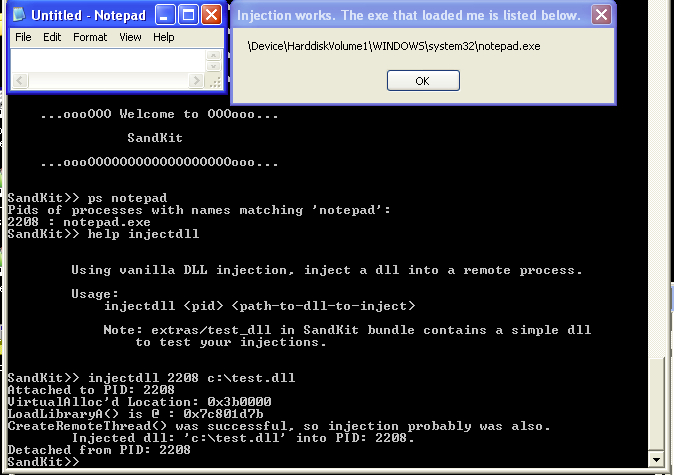 Untitled - Notepad
File Edit Format View Help
Injection works. The exe that loaded me is listed below.
\Device\HarddiskVolume1\WINDOWS\system32\notepad.exe
OK
...oooOOO Welcome to OOOooo...
SandKit
...oooOOOOOOOOOOOOOOOOOOooo...
SandKit>> ps notepad
Pids of processes with names matching 'notepad':
2208 : notepad.exe
SandKit>> help injectdll
Using vanilla DLL injection, inject a dll into a remote process.
Usage:
injectdll <pid> <path-to-dll-to-inject>
Note: extras/test_dll in SandKit bundle contains a simple dll
to test your injections.
SandKit>> injectdll 2208 c:\test.dll
Attached to PID: 2208
VirtualAlloc'd Location: 0x3b0000
LoadLibraryA() is @ : 0x7c801d7b
CreateRemoteThread() was successful, so injection probably was also.
Injected dll: 'c:\test.dll' into PID: 2208.
Detached from PID: 2208
SandKit>>